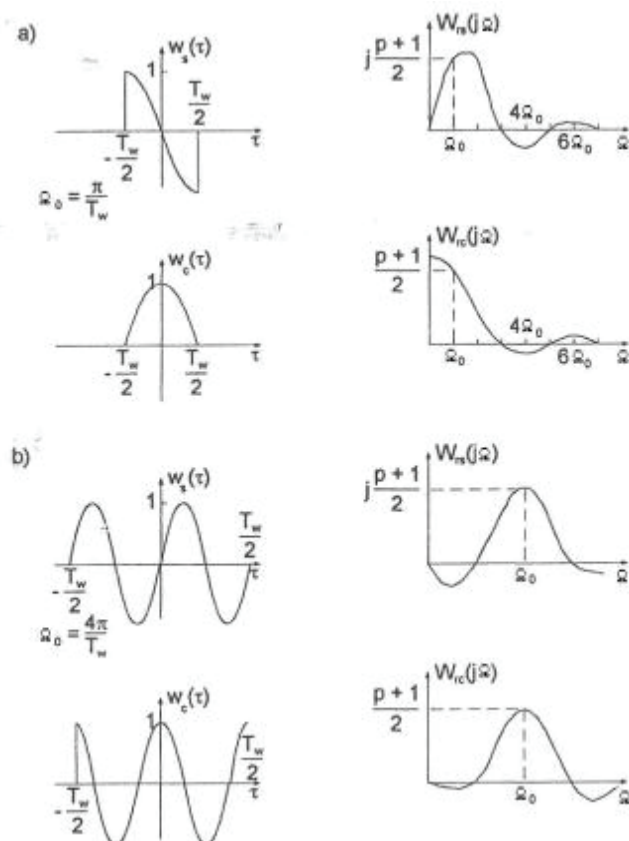 a)
w_s(τ)
1
T_w/2
-T_w/2
τ
Ω_0 = π/T_w
W_rs(jΩ)
j p + 1/2
4Ω_0
Ω_0
6Ω_0
Ω
w_c(τ)
1
-T_w/2
T_w/2
τ
W_rc(jΩ)
p + 1/2
4Ω_0
Ω_0
6Ω_0
Ω
b)
w_s(τ)
1
T_w/2
τ
-T_w/2
Ω_0 = 4π/T_w
W_rs(jΩ)
j p + 1/2
Ω_0
Ω
w_c(τ)
1
T_w/2
τ
-T_w/2
W_rc(jΩ)
p + 1/2
Ω_0
Ω